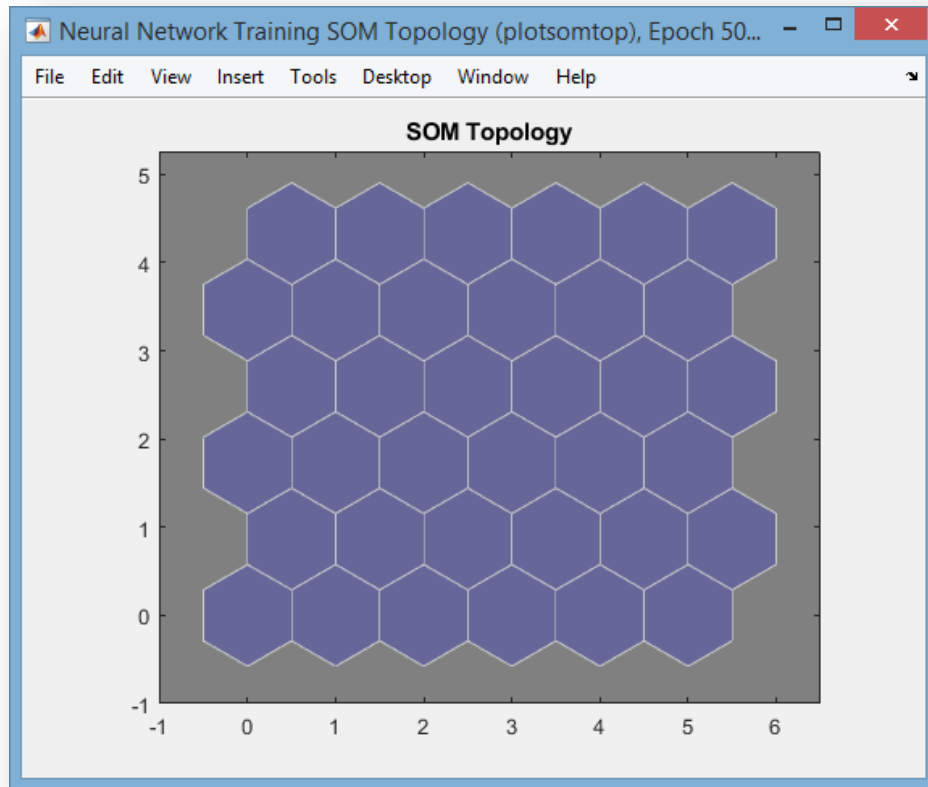 Neural Network Training SOM Topology (plotsomtop), Epoch 50...
File Edit View Insert Tools Desktop Window Help
SOM Topology
5
4
3
2
1
0
-1
-1 0 1 2 3 4 5 6